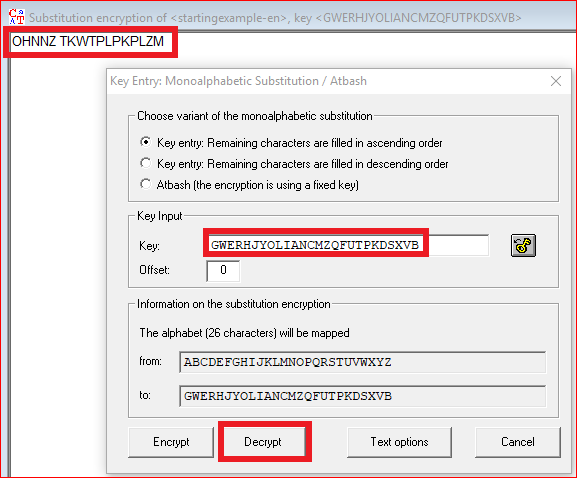 Substitution encryption of <startingexample-en>, key <GWERHJYOLIANCMZQFUTPKDSXVB>
OHNNZ TKWTPLPKPLZM
Key Entry: Monoalphabetic Substitution / Atbash
Choose variant of the monoalphabetic substitution
Key entry: Remaining characters are filled in ascending order
Key entry: Remaining characters are filled in descending order
Atbash (the encryption is using a fixed key)
Key Input
Key: GWERHJYOLIANCMZQFUTPKDSXVB
Offset: 0
Information on the substitution encryption
The alphabet (26 characters) will be mapped
from: ABCDEFGHIJKLMNOPQRSTUVWXYZ
to: GWERHJYOLIANCMZQFUTPKDSXVB
Encrypt Decrypt Text options Cancel